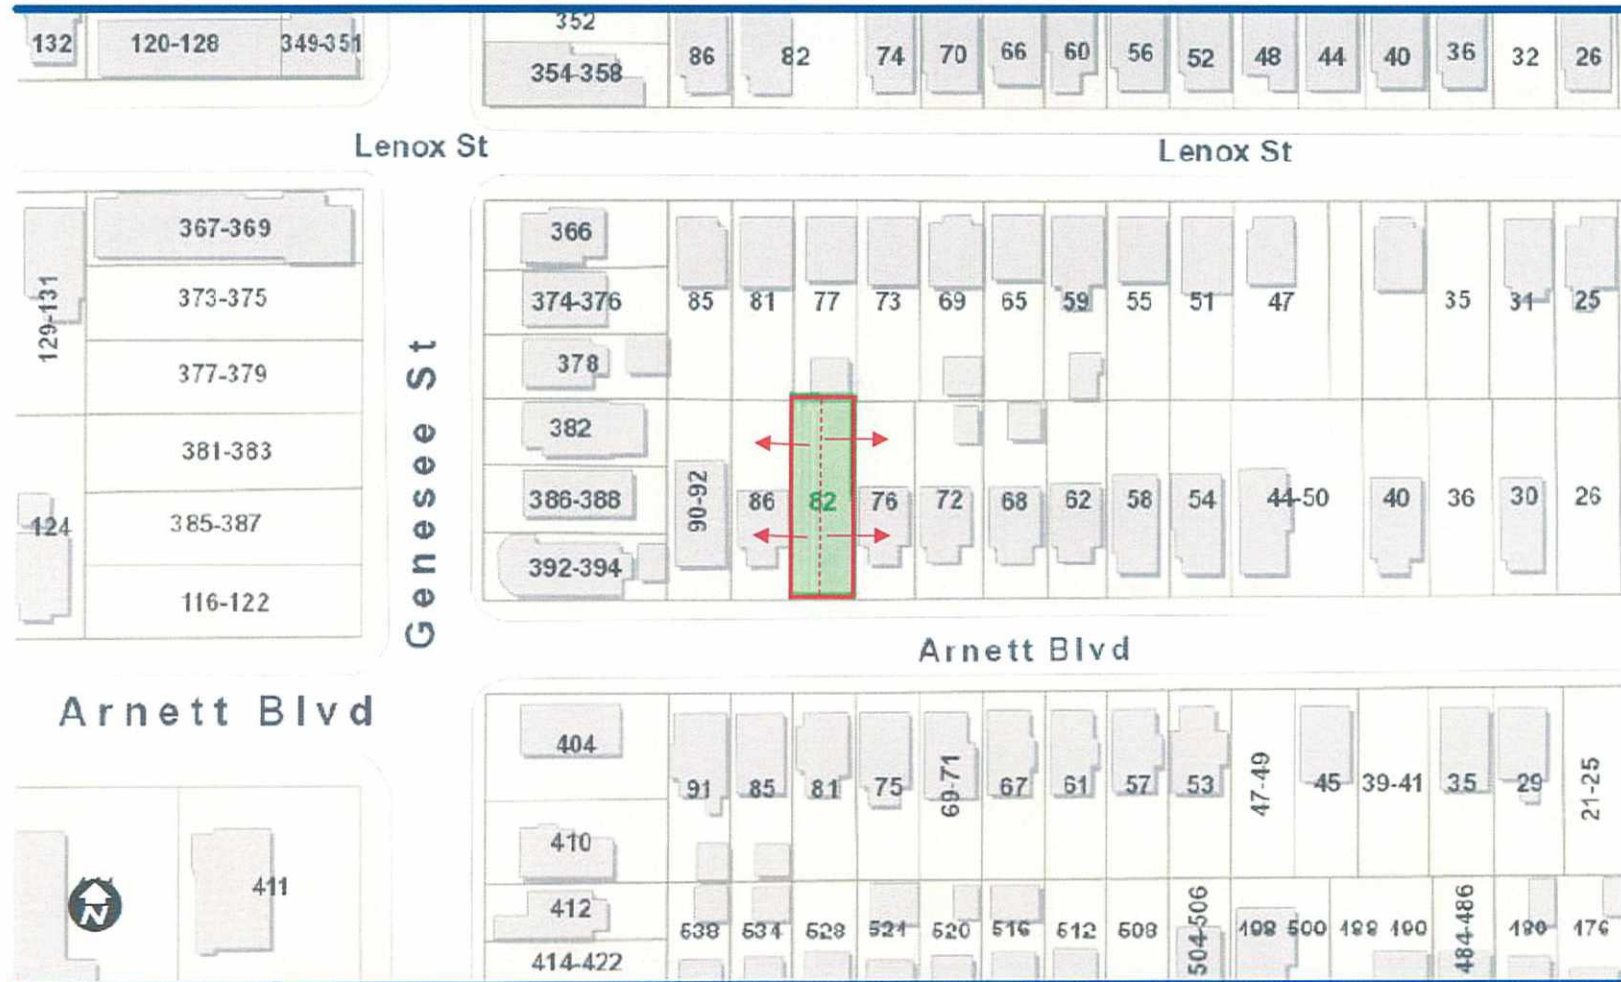 132 120-128 349-351 352
354-358 86 82 74 70 66 60 56 52 48 44 40 36 32 26
Lenox St Lenox St
367-369 366
129-131 373-375 374-376 85 81 77 73 69 65 59 55 51 47 35 31 25
377-379 378
Genesee St
381-383 382
124 385-387 386-388 90-92 86 82 76 72 68 62 58 54 44-50 40 36 30 26
116-122 392-394
Arnett Blvd
Arnett Blvd
404 91 85 81 75 69-71 67 61 57 53 47-49 45 39-41 35 29 21-25
410
411 412 538 534 528 520 516 512 508 504-506 500 484-486
414-422
N